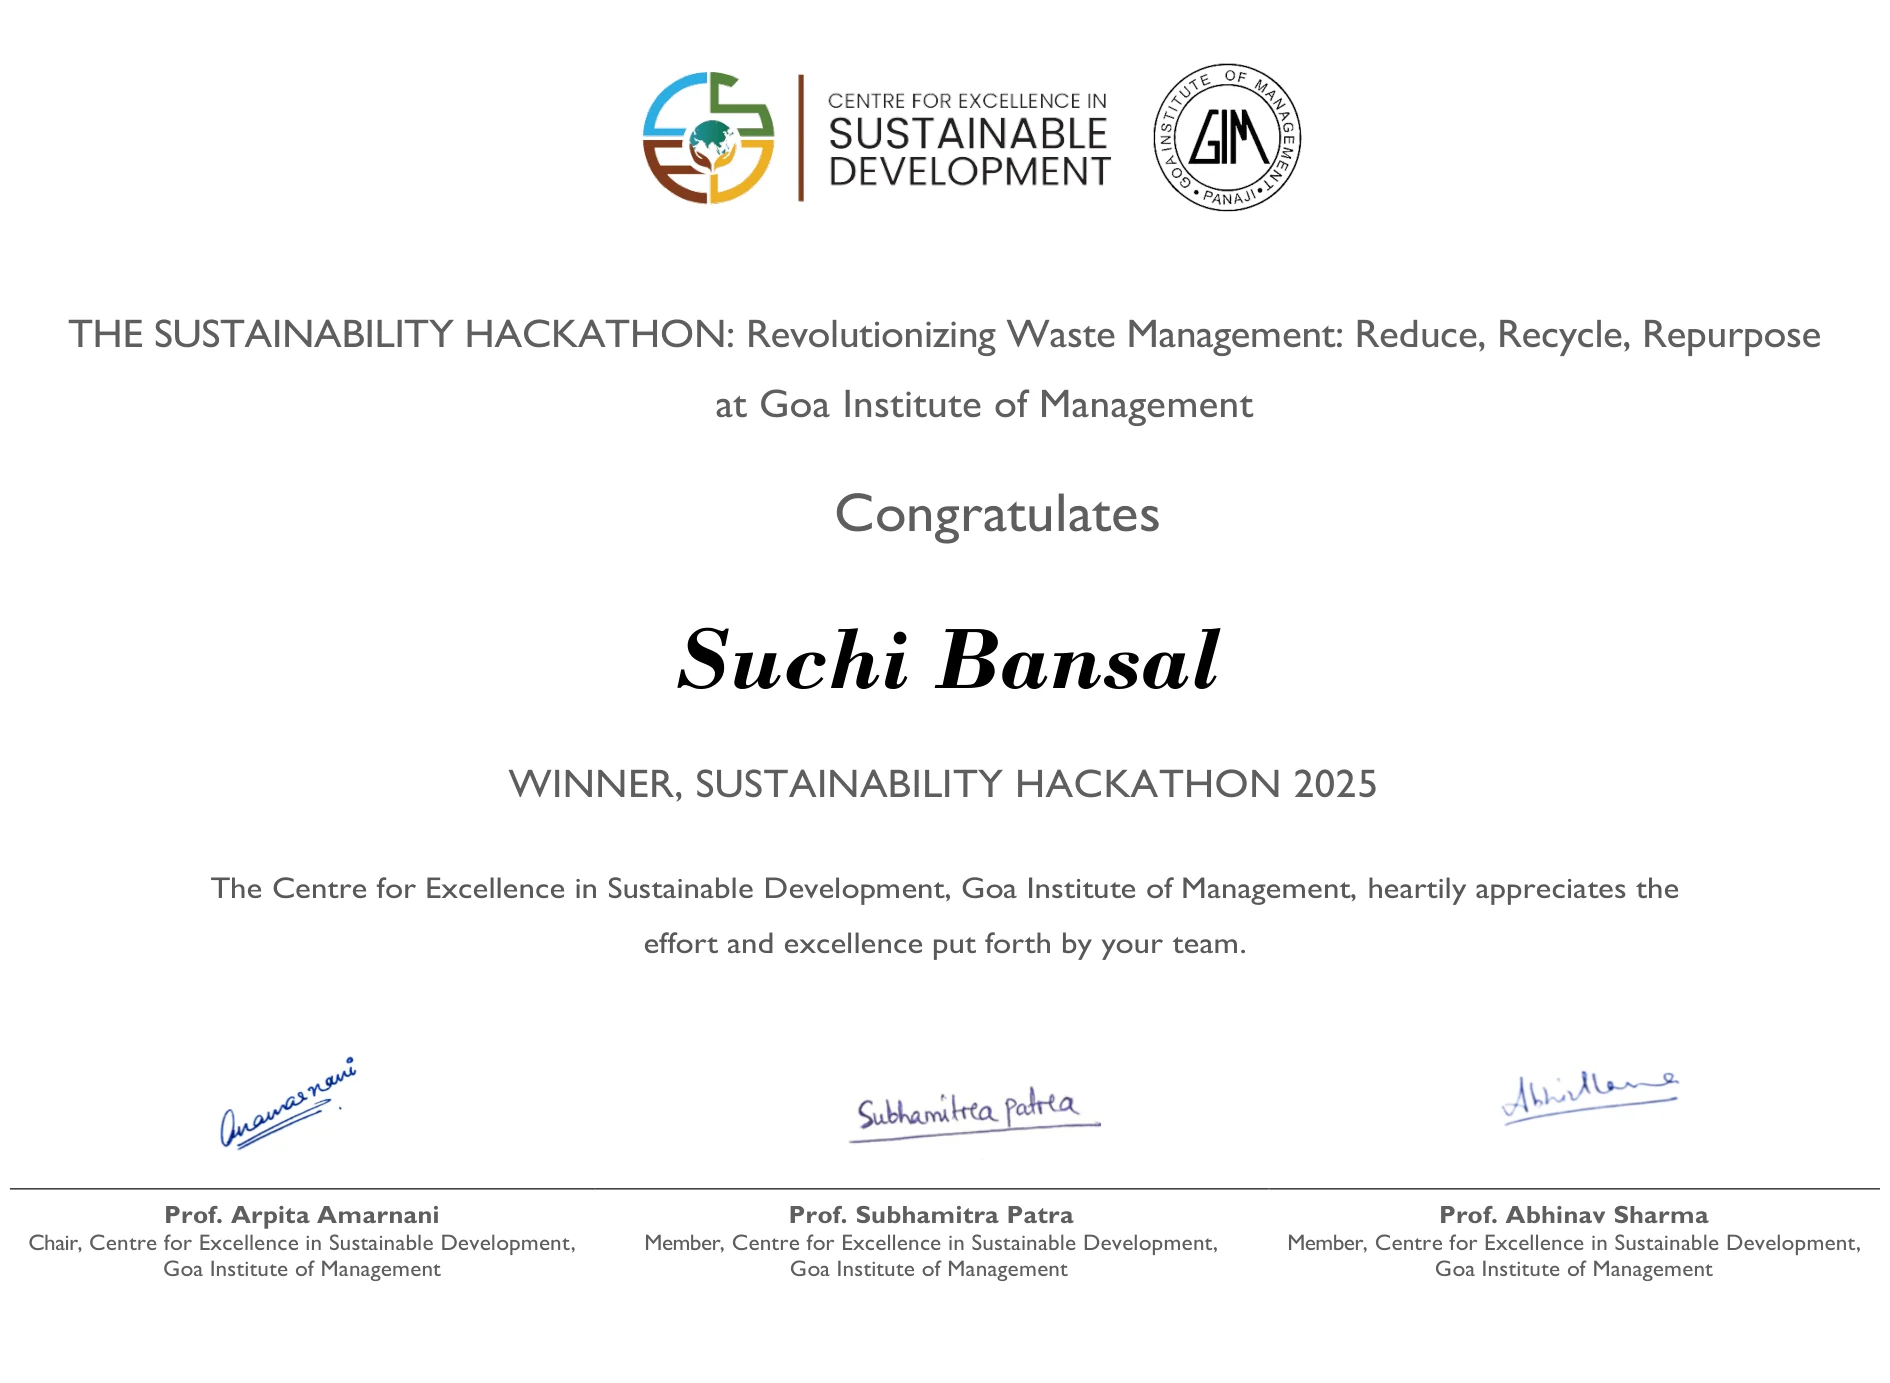 CENTRE FOR EXCELLENCE IN
SUSTAINABLE
DEVELOPMENT
GOA INSTITUTE OF MANAGEMENT
GIM
PANAJI
THE SUSTAINABILITY HACKATHON: Revolutionizing Waste Management: Reduce, Recycle, Repurpose
at Goa Institute of Management
Congratulates
Suchi Bansal
WINNER, SUSTAINABILITY HACKATHON 2025
The Centre for Excellence in Sustainable Development, Goa Institute of Management, heartily appreciates the
effort and excellence put forth by your team.
Subhamitra Patra
Prof. Arpita Amarnani
Chair, Centre for Excellence in Sustainable Development,
Goa Institute of Management
Prof. Subhamitra Patra
Member, Centre for Excellence in Sustainable Development,
Goa Institute of Management
Prof. Abhinav Sharma
Member, Centre for Excellence in Sustainable Development,
Goa Institute of Management